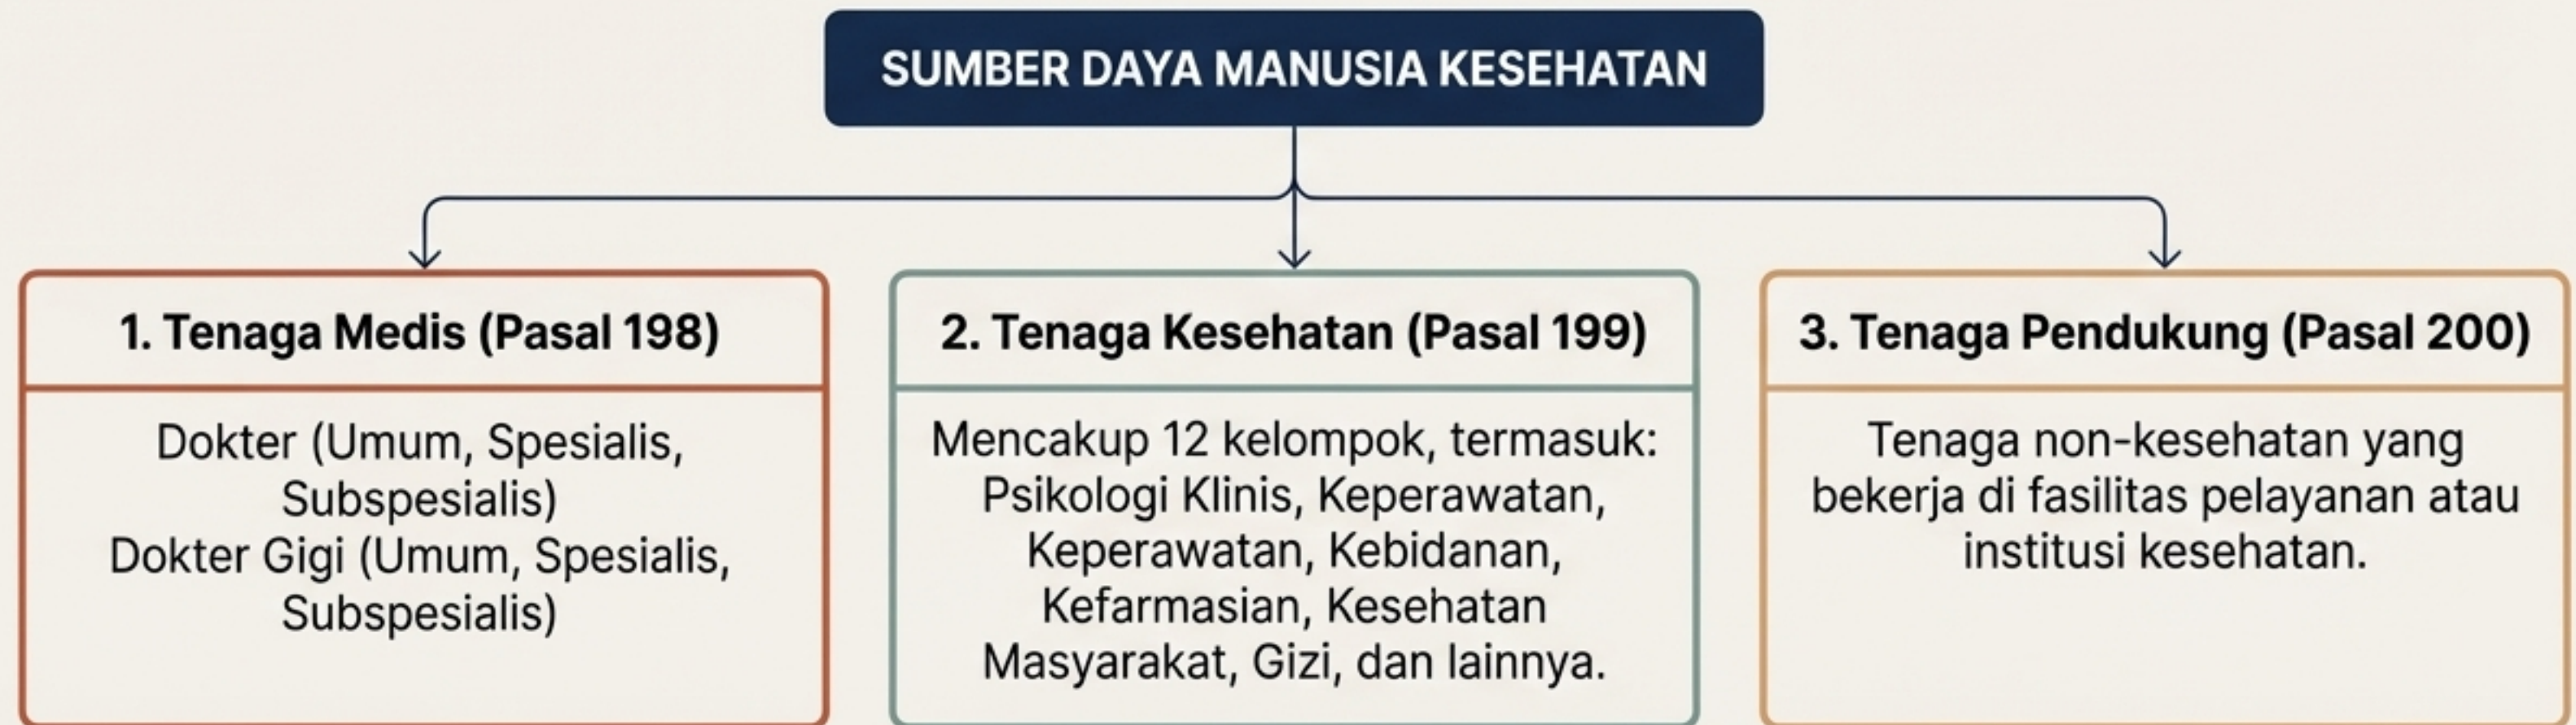 SUMBER DAYA MANUSIA KESEHATAN
1. Tenaga Medis (Pasal 198)
Dokter (Umum, Spesialis,
Subspesialis)
Dokter Gigi (Umum, Spesialis,
Subspesialis)
2. Tenaga Kesehatan (Pasal 199)
Mencakup 12 kelompok, termasuk:
Psikologi Klinis, Keperawatan,
Keperawatan, Kebidanan,
Kefarmasian, Kesehatan
Masyarakat, Gizi, dan lainnya.
3. Tenaga Pendukung (Pasal 200)
Tenaga non-kesehatan yang
bekerja di fasilitas pelayanan atau
institusi kesehatan.